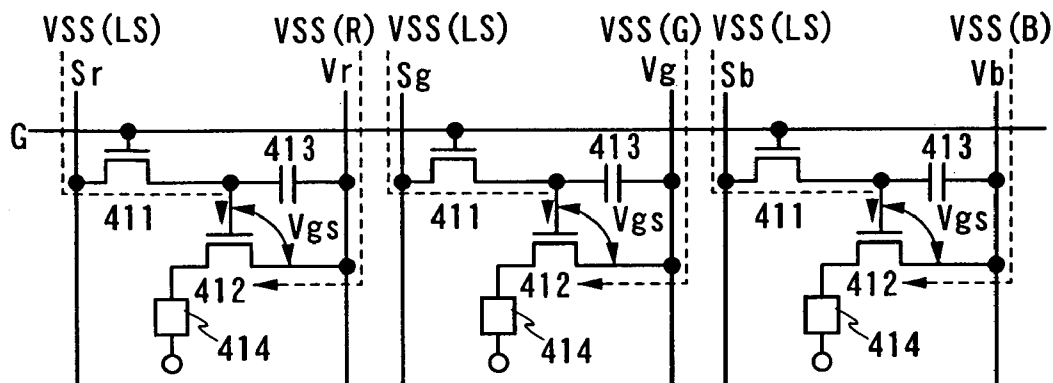 VSS(LS) VSS(R) VSS(LS) VSS(G) VSS(LS) VSS(B)
Sr Vr Sg Vg Sb Vb
G
413 413 413
411 Vgs 411 Vgs 411 Vgs
412 412 412
414 414 414